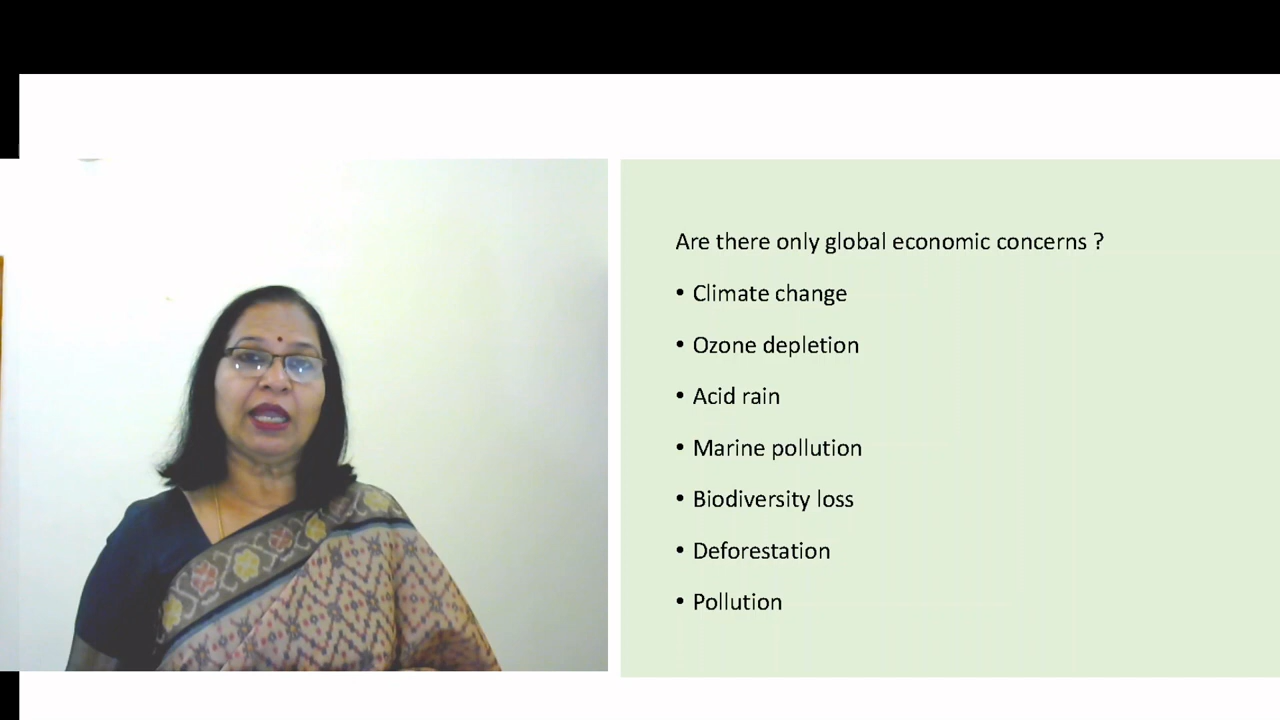 Are there only global economic concerns ?
• Climate change
• Ozone depletion
• Acid rain
• Marine pollution
• Biodiversity loss
• Deforestation
• Pollution